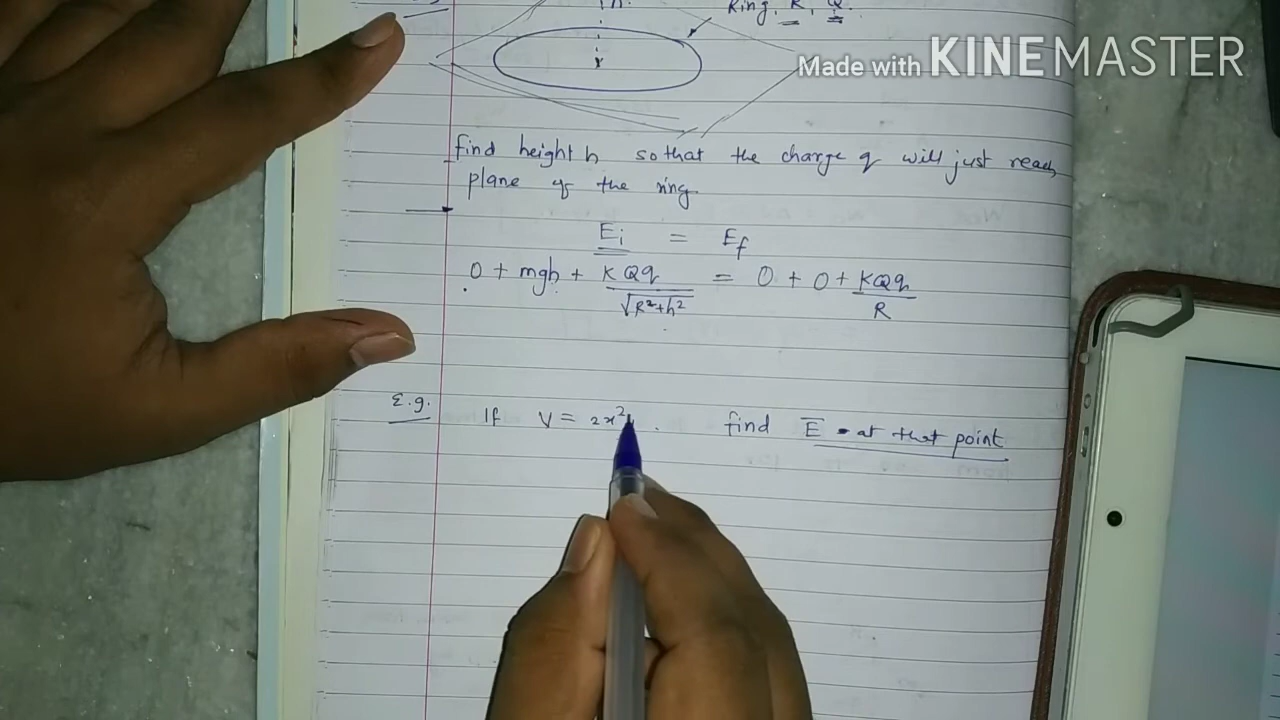 Ring, R, Q.
Made with KINEMASTER
find height h so that the charge q will just reach
plane of the ring.
Ei = Ef
0 + mgh + KQq/√R²+h² = 0 + 0 + KQq/R
E.g. If V = 2x² . find E at that point